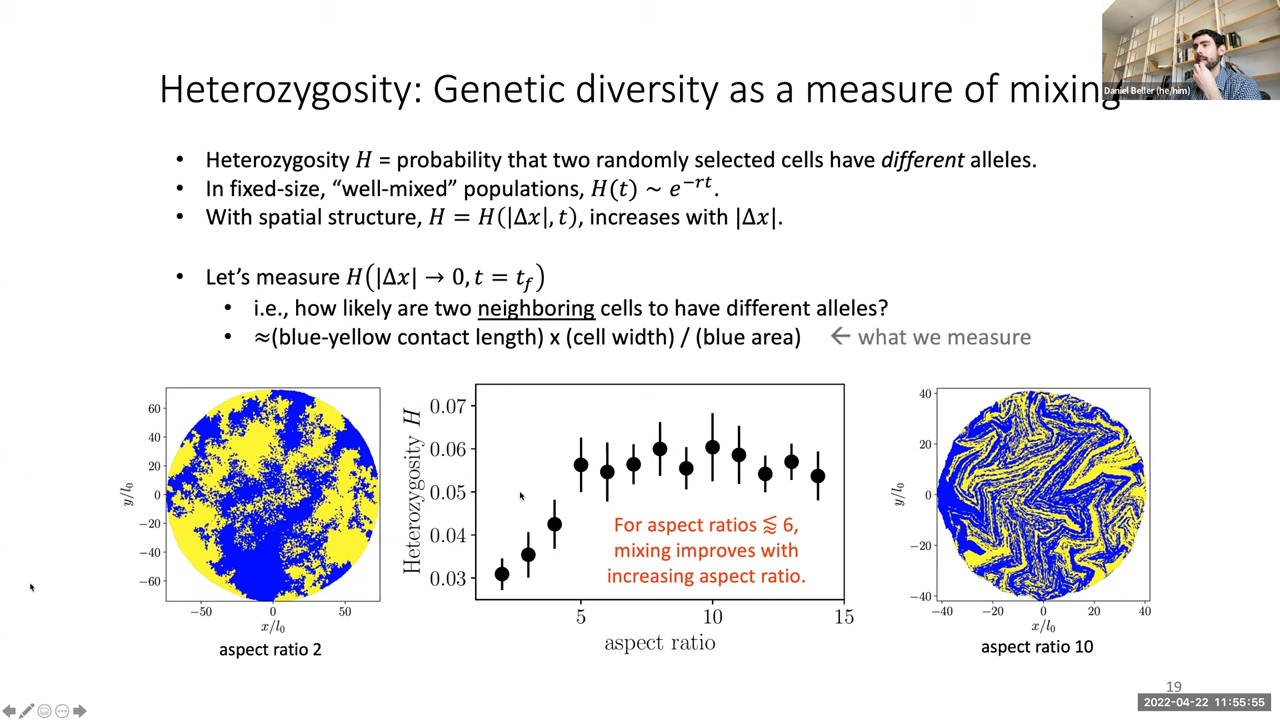 Daniel Beller (he/him)
Heterozygosity: Genetic diversity as a measure of mixing
• Heterozygosity H = probability that two randomly selected cells have different alleles.
• In fixed-size, “well-mixed” populations, H(t) ~ e^{−rt}.
• With spatial structure, H = H(|Δx|, t), increases with |Δx|.
• Let’s measure H(|Δx| → 0, t = t_f)
• i.e., how likely are two neighboring cells to have different alleles?
• ≈(blue-yellow contact length) x (cell width) / (blue area) ← what we measure
60
40
20
0
−20
−40
−60
y/l_0
−50 0 50
x/l_0
aspect ratio 2
Heterozygosity H
0.07
0.06
0.05
0.04
0.03
For aspect ratios ⪅ 6,
mixing improves with
increasing aspect ratio.
5 10 15
aspect ratio
40
20
0
−20
−40
y/l_0
−40 −20 0 20 40
x/l_0
aspect ratio 10
19
2022-04-22 11:55:55